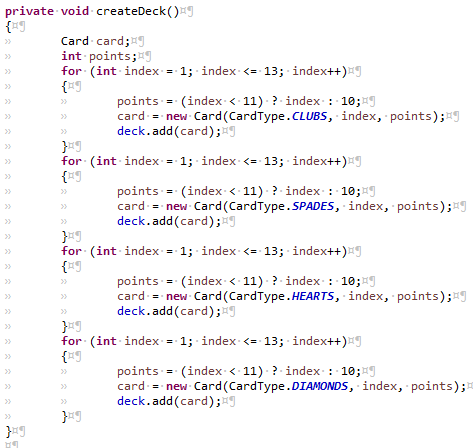 private void createDeck()¤¶
{¤¶
»	Card card;¤¶
»	int points;¤¶
»	for (int index = 1; index <= 13; index++)¤¶
»	{¤¶
»	»	points = (index < 11) ? index : 10;¤¶
»	»	card = new Card(CardType.CLUBS, index, points);¤¶
»	»	deck.add(card);¤¶
»	}¤¶
»	for (int index = 1; index <= 13; index++)¤¶
»	{¤¶
»	»	points = (index < 11) ? index : 10;¤¶
»	»	card = new Card(CardType.SPADES, index, points);¤¶
»	»	deck.add(card);¤¶
»	}¤¶
»	for (int index = 1; index <= 13; index++)¤¶
»	{¤¶
»	»	points = (index < 11) ? index : 10;¤¶
»	»	card = new Card(CardType.HEARTS, index, points);¤¶
»	»	deck.add(card);¤¶
»	}¤¶
»	for (int index = 1; index <= 13; index++)¤¶
»	{¤¶
»	»	points = (index < 11) ? index : 10;¤¶
»	»	card = new Card(CardType.DIAMONDS, index, points);¤
»	»	deck.add(card);¤¶
»	}¤¶
}¤¶